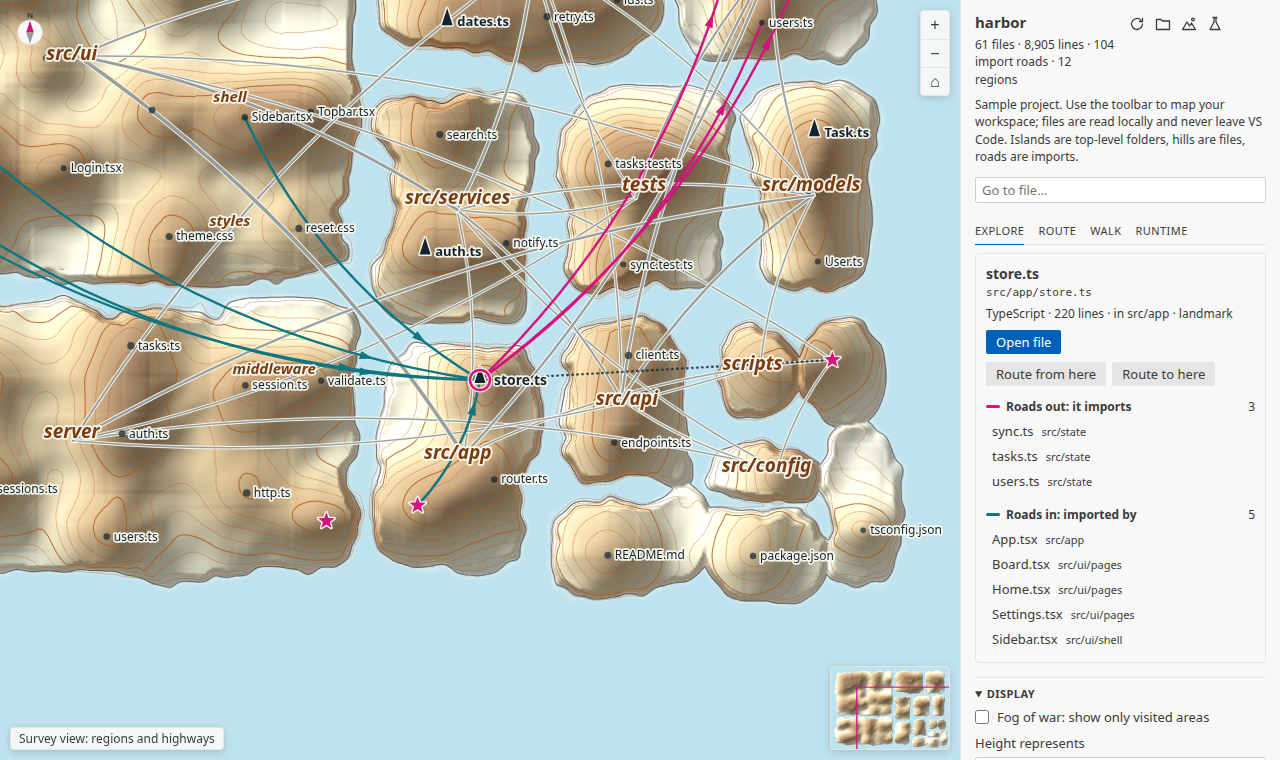 N
dates.ts
retry.ts
users.ts
src/ui
shell
Sidebar.tsx
Topbar.tsx
search.ts
Login.tsx
tasks.test.ts
tests
Task.ts
src/models
src/services
styles
theme.css
reset.css
auth.ts
notify.ts
sync.test.ts
User.ts
tasks.ts
middleware
session.ts
validate.ts
store.ts
client.ts
scripts
src/api
server
auth.ts
src/app
endpoints.ts
src/config
sessions.ts
http.ts
router.ts
users.ts
README.md
package.json
tsconfig.json
Survey view: regions and highways
+
−
harbor
61 files · 8,905 lines · 104
import roads · 12
regions
Sample project. Use the toolbar to map your
workspace; files are read locally and never leave VS
Code. Islands are top-level folders, hills are files,
roads are imports.
Go to file...
EXPLORE ROUTE WALK RUNTIME
store.ts
src/app/store.ts
TypeScript · 220 lines · in src/app · landmark
Open file
Route from here Route to here
Roads out: it imports 3
sync.ts src/state
tasks.ts src/state
users.ts src/state
Roads in: imported by 5
App.tsx src/app
Board.tsx src/ui/pages
Home.tsx src/ui/pages
Settings.tsx src/ui/pages
Sidebar.tsx src/ui/shell
DISPLAY
Fog of war: show only visited areas
Height represents